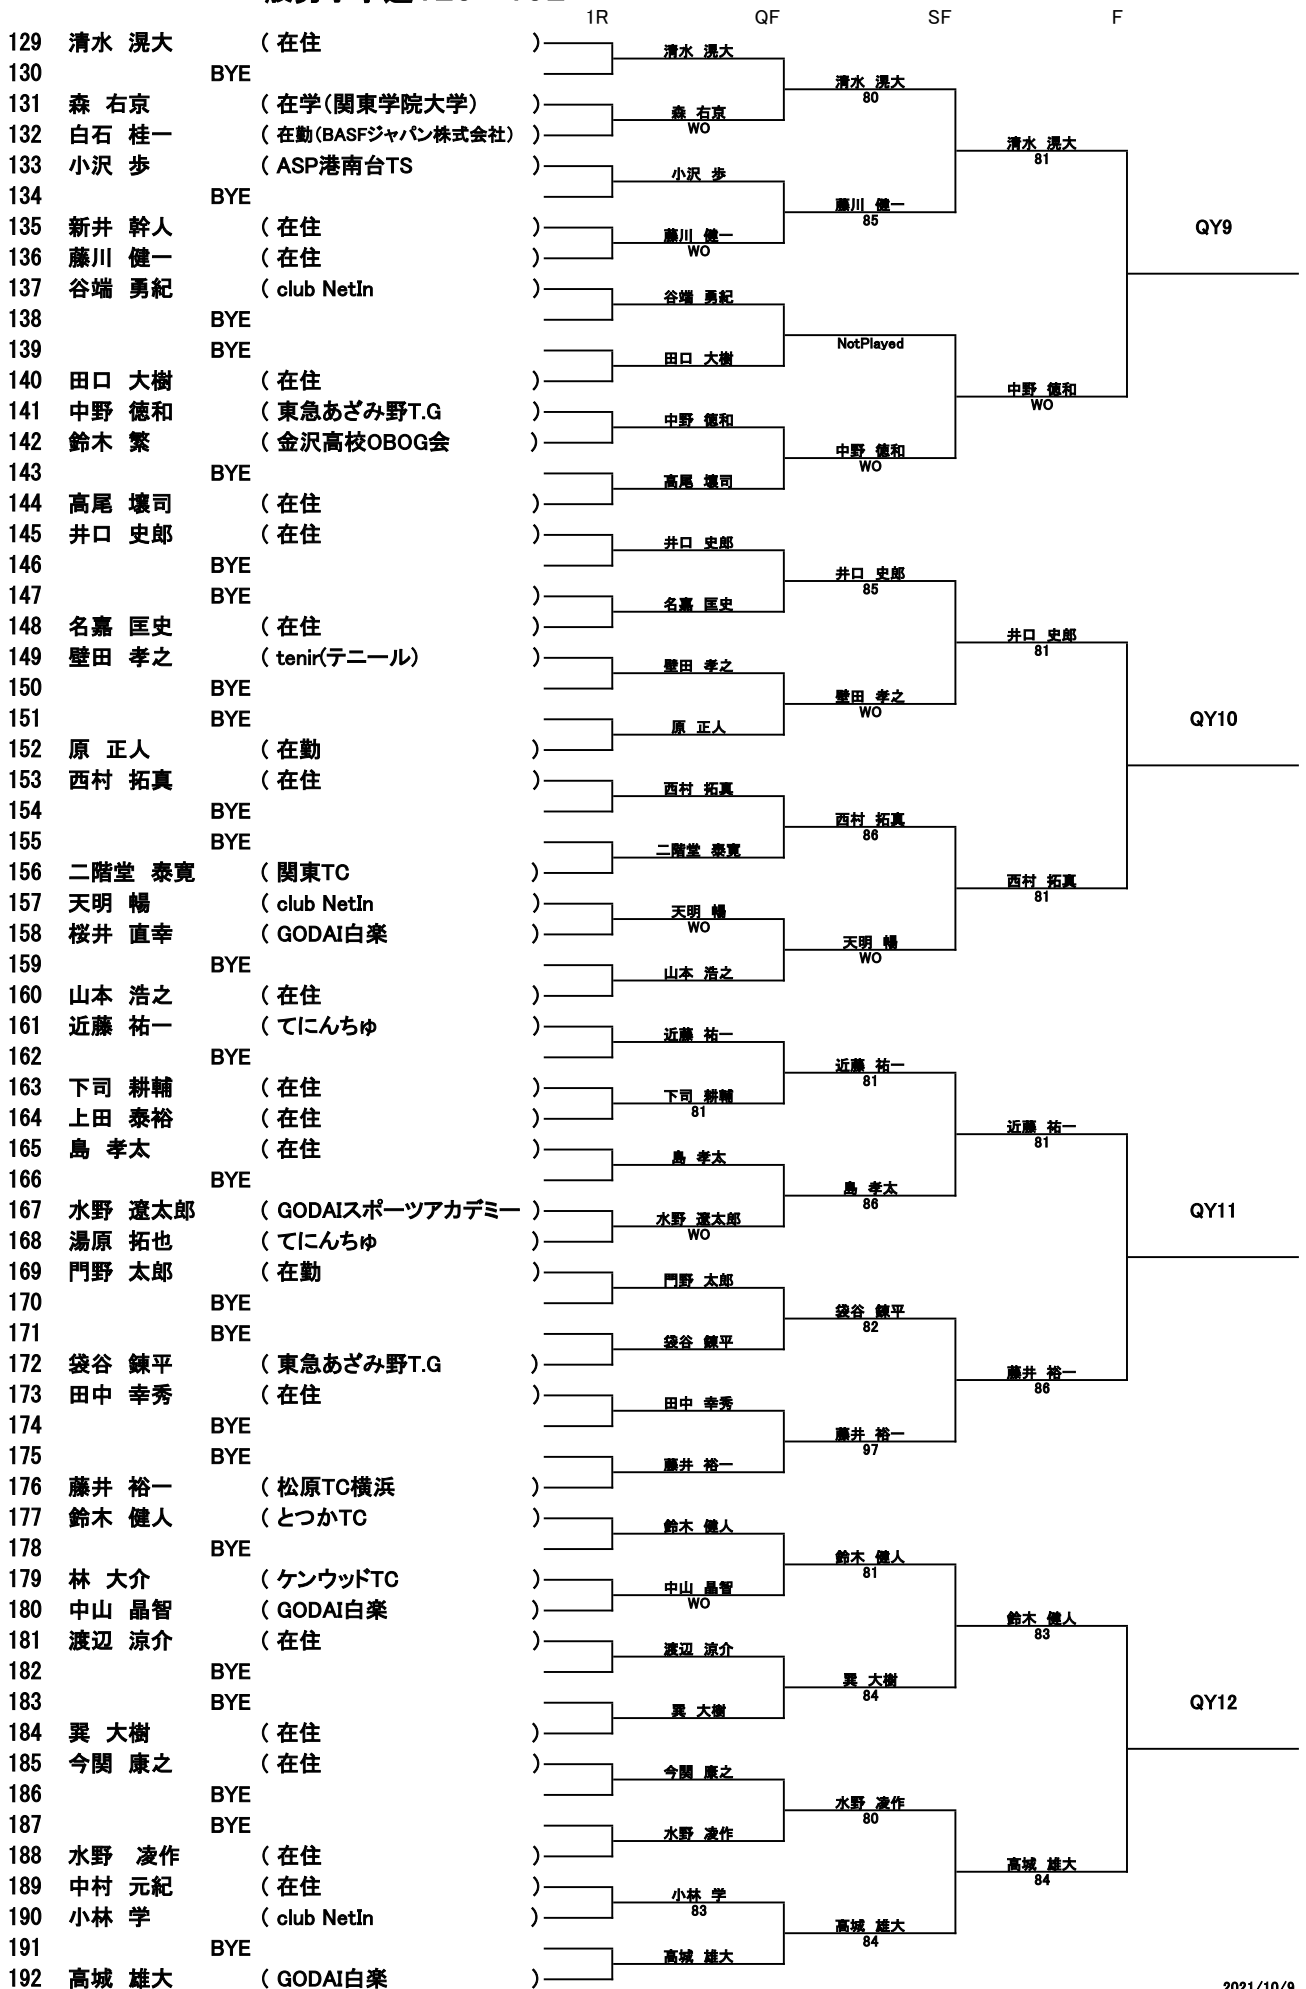 1R QF SF F
129 清水 滉大 ( 在住 )
130 BYE
131 森 右京 ( 在学(関東学院大学) )
132 白石 桂一 ( 在勤(BASFジャパン株式会社) )
133 小沢 歩 ( ASP港南台TS )
134 BYE
135 新井 幹人 ( 在住 )
136 藤川 健一 ( 在住 )
137 谷端 勇紀 ( club NetIn )
138 BYE
139 BYE )
140 田口 大樹 ( 在住 )
141 中野 徳和 ( 東急あざみ野T.G )
142 鈴木 繁 ( 金沢高校OBOG会 )
143 BYE
144 高尾 壌司 ( 在住 )
145 井口 史郎 ( 在住 )
146 BYE
147 BYE )
148 名嘉 匡史 ( 在住 )
149 壁田 孝之 ( tenir(テニール) )
150 BYE
151 BYE
152 原 正人 ( 在勤 )
153 西村 拓真 ( 在住 )
154 BYE
155 BYE
156 二階堂 泰寛 ( 関東TC )
157 天明 暢 ( club NetIn )
158 桜井 直幸 ( GODAI白楽 )
159 BYE
160 山本 浩之 ( 在住 )
161 近藤 祐一 ( てにんちゅ )
162 BYE
163 下司 耕輔 ( 在住 )
164 上田 泰裕 ( 在住 )
165 島 孝太 ( 在住 )
166 BYE
167 水野 遼太郎 ( GODAIスポーツアカデミー )
168 湯原 拓也 ( てにんちゅ )
169 門野 太郎 ( 在勤 )
170 BYE
171 BYE
172 袋谷 錬平 ( 東急あざみ野T.G )
173 田中 幸秀 ( 在住 )
174 BYE
175 BYE
176 藤井 裕一 ( 松原TC横浜 )
177 鈴木 健人 ( とつかTC )
178 BYE
179 林 大介 ( ケンウッドTC )
180 中山 晶智 ( GODAI白楽 )
181 渡辺 涼介 ( 在住 )
182 BYE
183 BYE
184 巽 大樹 ( 在住 )
185 今関 康之 ( 在住 )
186 BYE
187 BYE
188 水野 凌作 ( 在住 )
189 中村 元紀 ( 在住 )
190 小林 学 ( club NetIn )
191 BYE
192 高城 雄大 ( GODAI白楽 )
清水 滉大
森 右京
WO
小沢 歩
藤川 健一
WO
谷端 勇紀
田口 大樹
中野 徳和
高尾 壌司
井口 史郎
名嘉 匡史
壁田 孝之
原 正人
西村 拓真
二階堂 泰寛
天明 暢
WO
山本 浩之
近藤 祐一
下司 耕輔
81
島 孝太
水野 遼太郎
WO
門野 太郎
袋谷 錬平
田中 幸秀
藤井 裕一
鈴木 健人
中山 晶智
WO
渡辺 涼介
巽 大樹
今関 康之
水野 凌作
小林 学
83
高城 雄大
清水 滉大
80
藤川 健一
85
NotPlayed
中野 徳和
WO
井口 史郎
85
壁田 孝之
WO
西村 拓真
86
天明 暢
WO
近藤 祐一
81
島 孝太
86
袋谷 錬平
82
藤井 裕一
97
鈴木 健人
81
巽 大樹
84
水野 凌作
80
高城 雄大
84
清水 滉大
81
中野 徳和
WO
井口 史郎
81
西村 拓真
81
近藤 祐一
81
藤井 裕一
86
鈴木 健人
83
高城 雄大
84
QY9
QY10
QY11
QY12
2021/10/9